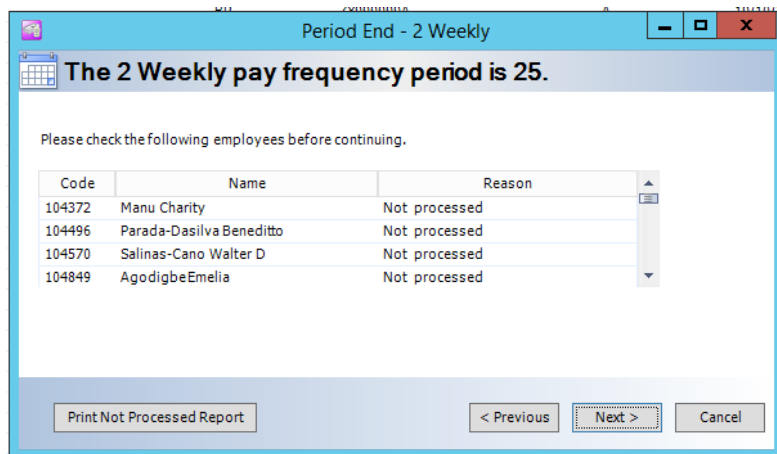 Period End - 2 Weekly
The 2 Weekly pay frequency period is 25.
Please check the following employees before continuing.
Code Name Reason
104372 Manu Charity Not processed
104496 Parada-Dasilva Beneditto Not processed
104570 Salinas-Cano Walter D Not processed
104849 AgodigbeEmelia Not processed
Print Not Processed Report < Previous Next > Cancel